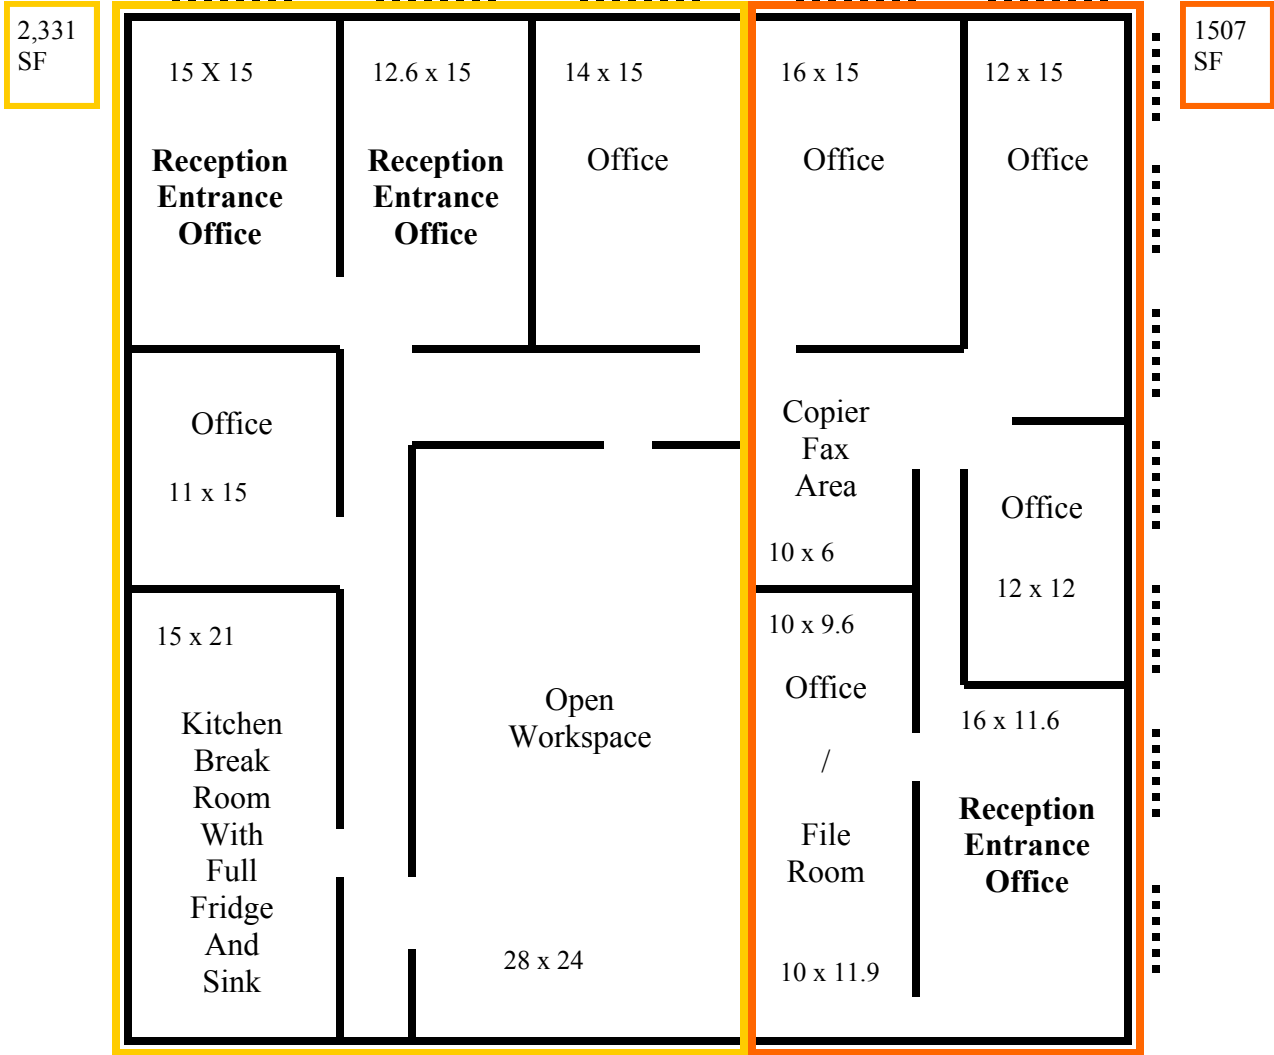 2,331
SF
15 X 15
Reception
Entrance
Office
12.6 x 15
Reception
Entrance
Office
14 x 15
Office
16 x 15
Office
12 x 15
Office
1507
SF
Office
11 x 15
Copier
Fax
Area
10 x 6
Office
12 x 12
15 x 21
Kitchen
Break
Room
With
Full
Fridge
And
Sink
Open
Workspace
28 x 24
10 x 9.6
Office
/
File
Room
10 x 11.9
16 x 11.6
Reception
Entrance
Office